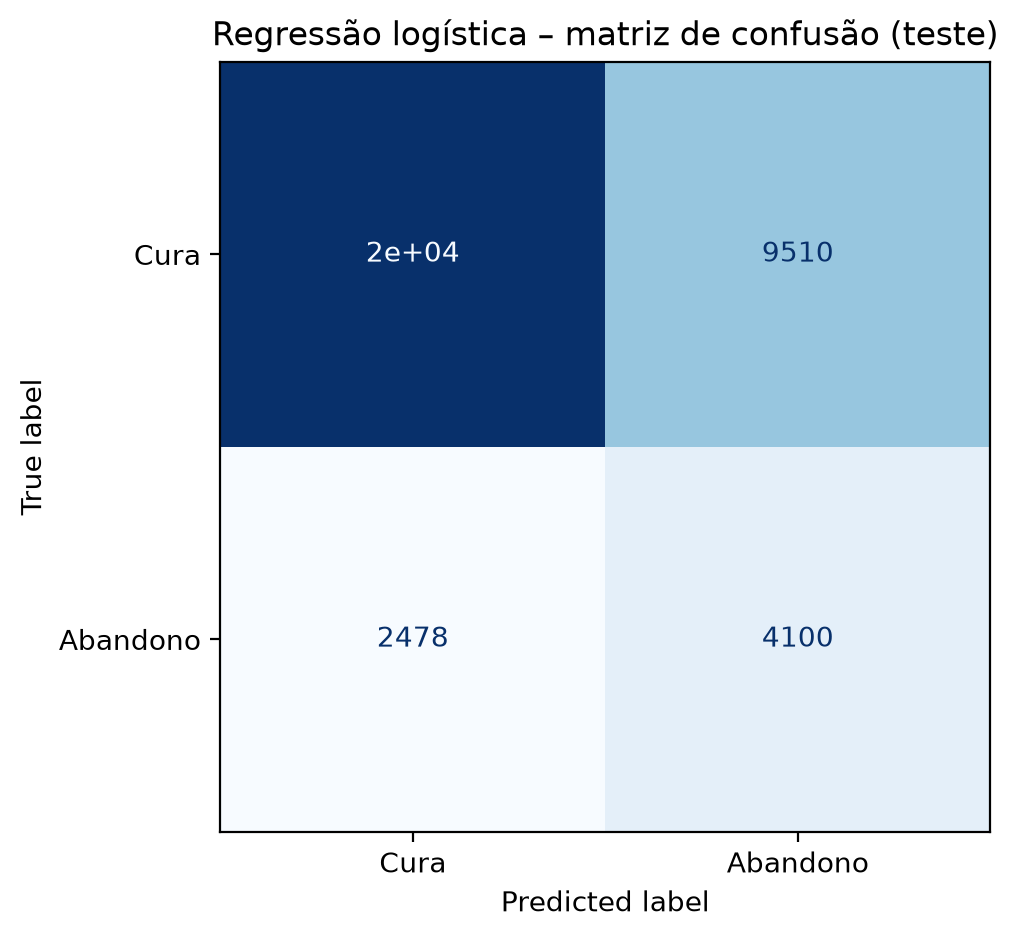 Regressão logística – matriz de confusão (teste)
Cura
2e+04
9510
True label
Abandono
2478
4100
Cura
Abandono
Predicted label